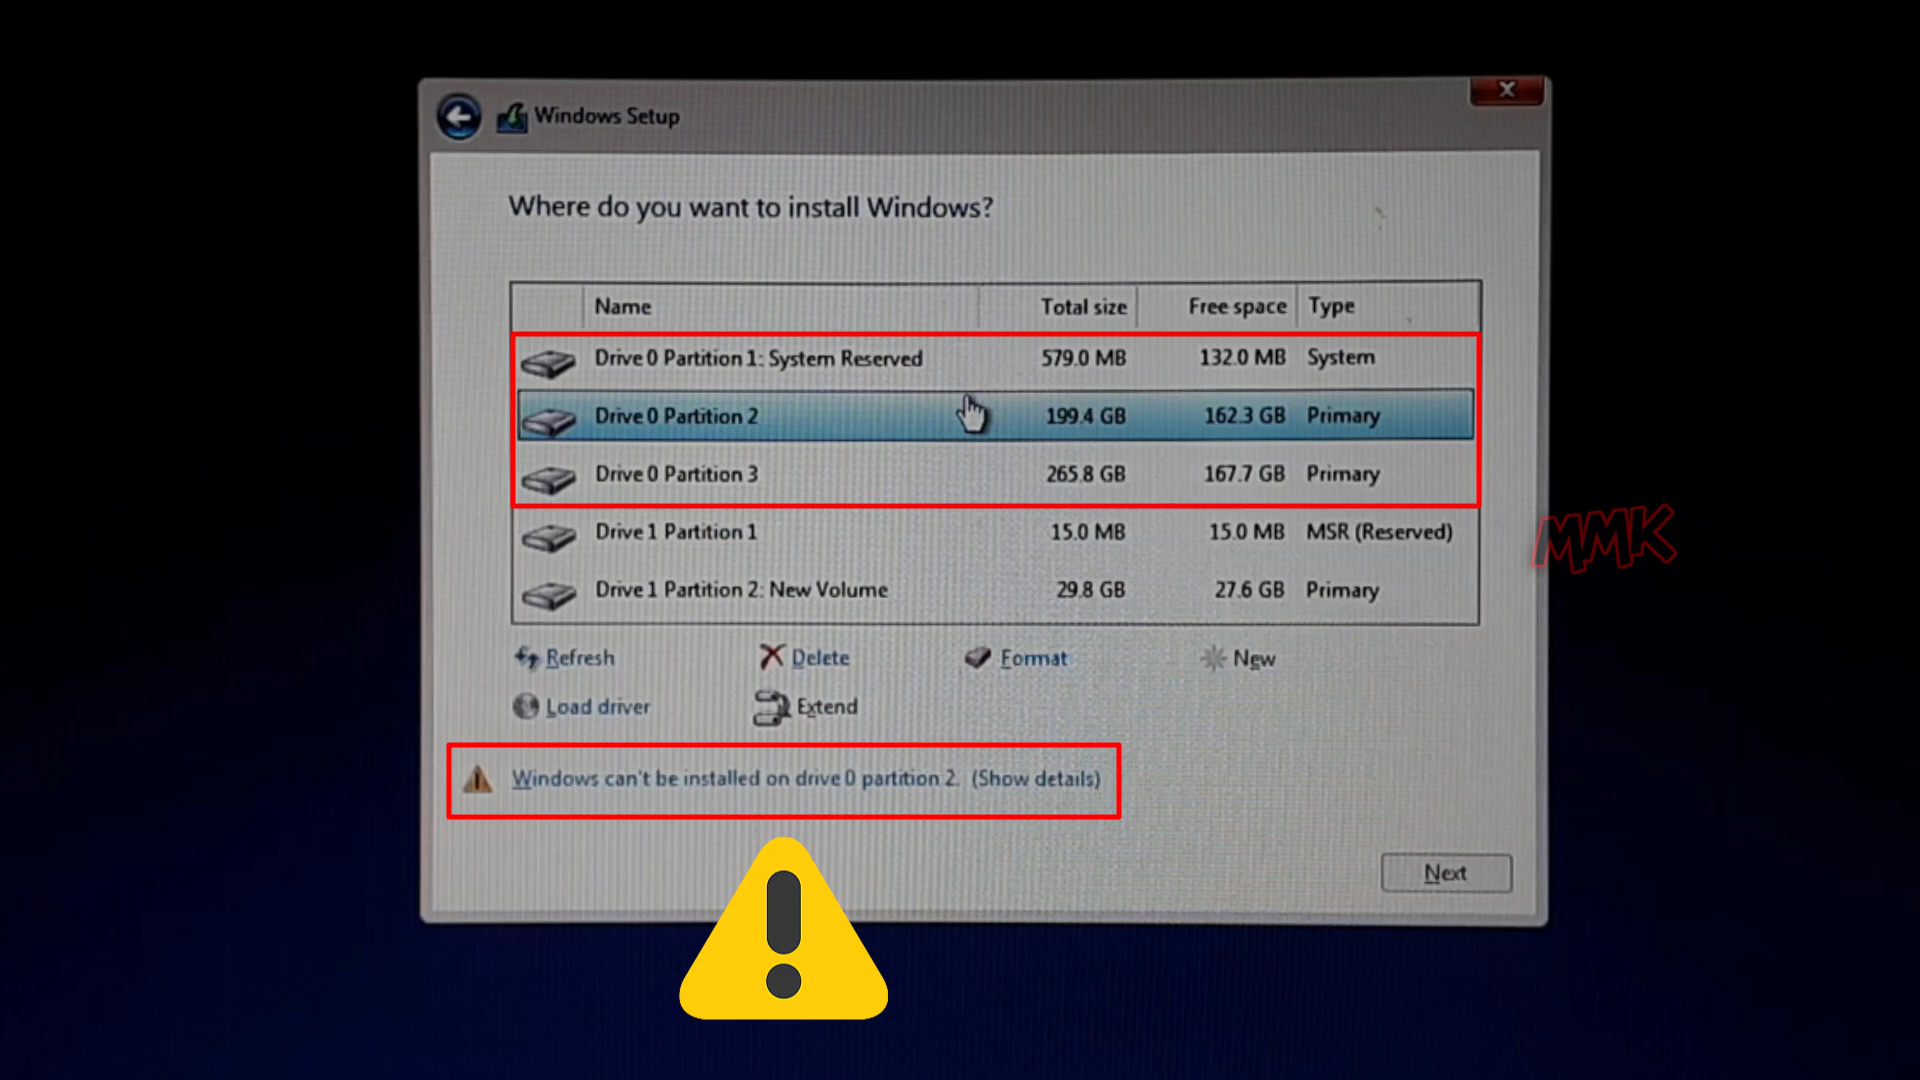 Windows Setup
Where do you want to install Windows?
Name Total size Free space Type
Drive 0 Partition 1: System Reserved 579.0 MB 132.0 MB System
Drive 0 Partition 2 199.4 GB 162.3 GB Primary
Drive 0 Partition 3 265.8 GB 167.7 GB Primary
Drive 1 Partition 1 15.0 MB 15.0 MB MSR (Reserved)
MMK
Drive 1 Partition 2: New Volume 29.8 GB 27.6 GB Primary
Refresh Delete Format New
Load driver Extend
Windows can't be installed on drive 0 partition 2. (Show details)
Next